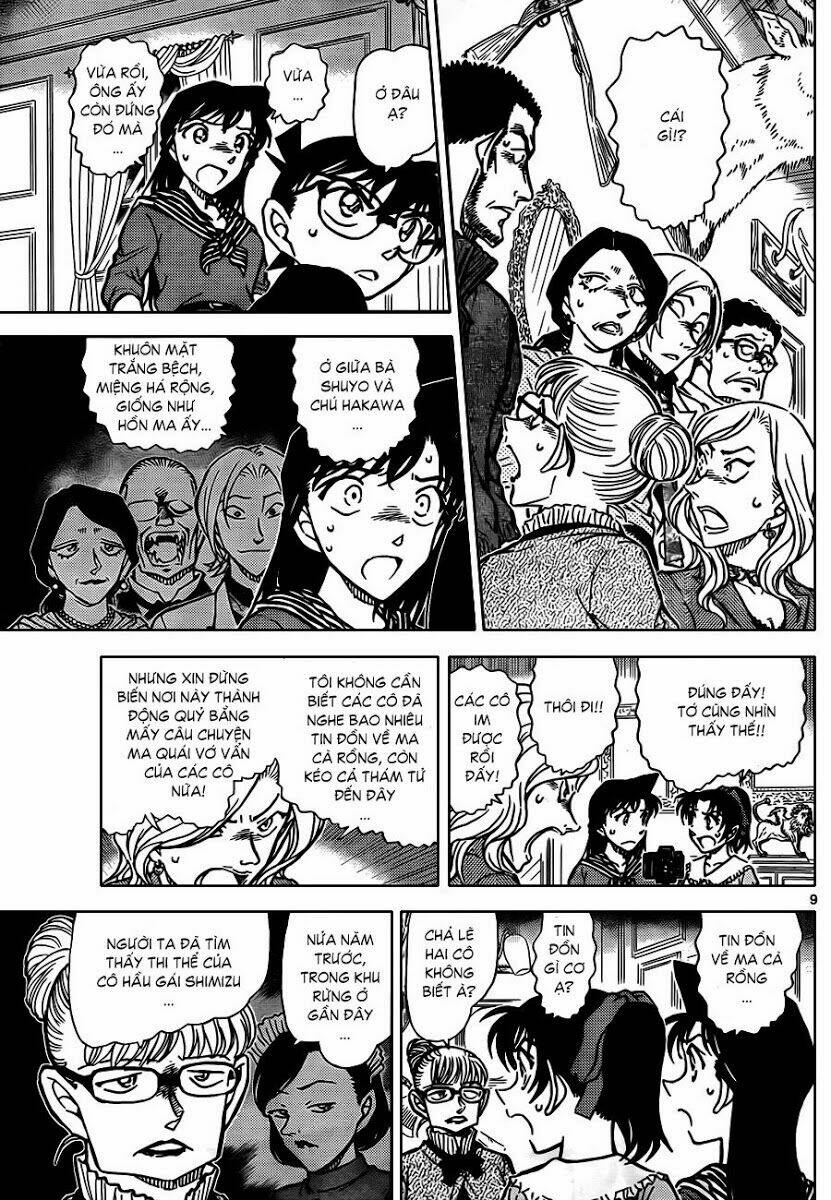 CÁI
GÌ!?
Ở ĐÂU
Ạ?
VỪA
...
VỪA RỒI,
ÔNG ẤY
CÒN ĐỨNG
ĐÓ MÀ
...
Ở GIỮA BÀ
SHUYO VÀ
CHÚ HAKAWA
...
KHUÔN MẶT
TRẮNG BỆCH,
MIỆNG HÁ RỘNG,
GIỐNG NHƯ
HỒN MA ẤY...
ĐÚNG ĐẤY!
TỚ CŨNG NHÌN
THẤY THẾ!!
THÔI ĐI!!
CÁC CÔ
IM
ĐƯỢC
RỒI
ĐẤY!
TÔI KHÔNG CẦN
BIẾT CÁC CÔ ĐÃ
NGHE BAO NHIÊU
TIN ĐỒN VỀ MA
CÀ RỒNG, CÒN
KÉO CẢ THÁM TỬ
ĐẾN ĐÂY
...
NHƯNG XIN ĐỪNG
BIẾN NƠI NÀY THÀNH
ĐỘNG QUỶ BẰNG
MẤY CÂU CHUYỆN
MA QUÁI VỚ VẨN
CỦA CÁC CÔ
NỮA!
9
TIN ĐỒN
VỀ MA CÀ
RỒNG
...
TIN
ĐỒN
GÌ CƠ
Ạ?
CHẢ LẼ
HAI CÔ
KHÔNG
BIẾT À?
NỬA NĂM
TRƯỚC,
TRONG KHU
RỪNG Ở
GẦN ĐÂY
NGƯỜI TA ĐÃ TÌM
THẤY THI THỂ CỦA
CÔ HẦU GÁI SHIMIZU
...